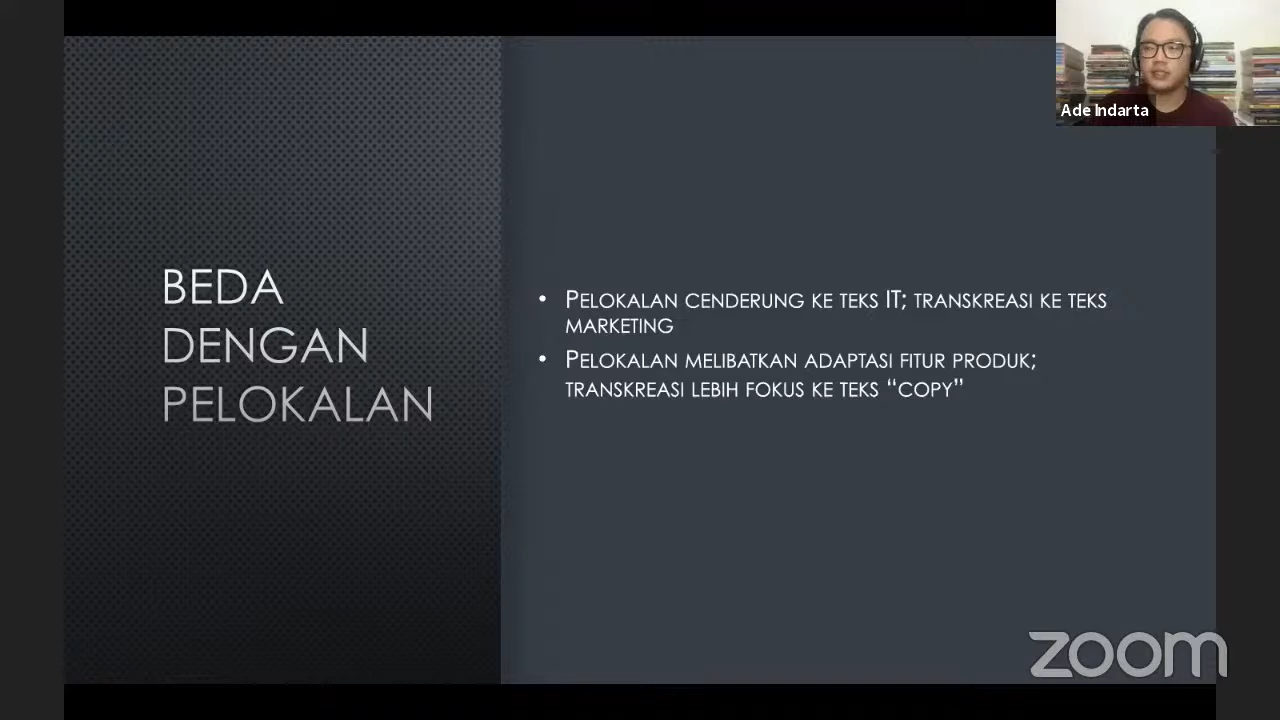 Ade Indarta
BEDA
DENGAN
PELOKALAN
• PELOKALAN CENDERUNG KE TEKS IT; TRANSKREASI KE TEKS
MARKETING
• PELOKALAN MELIBATKAN ADAPTASI FITUR PRODUK;
TRANSKREASI LEBIH FOKUS KE TEKS “COPY”
zoom